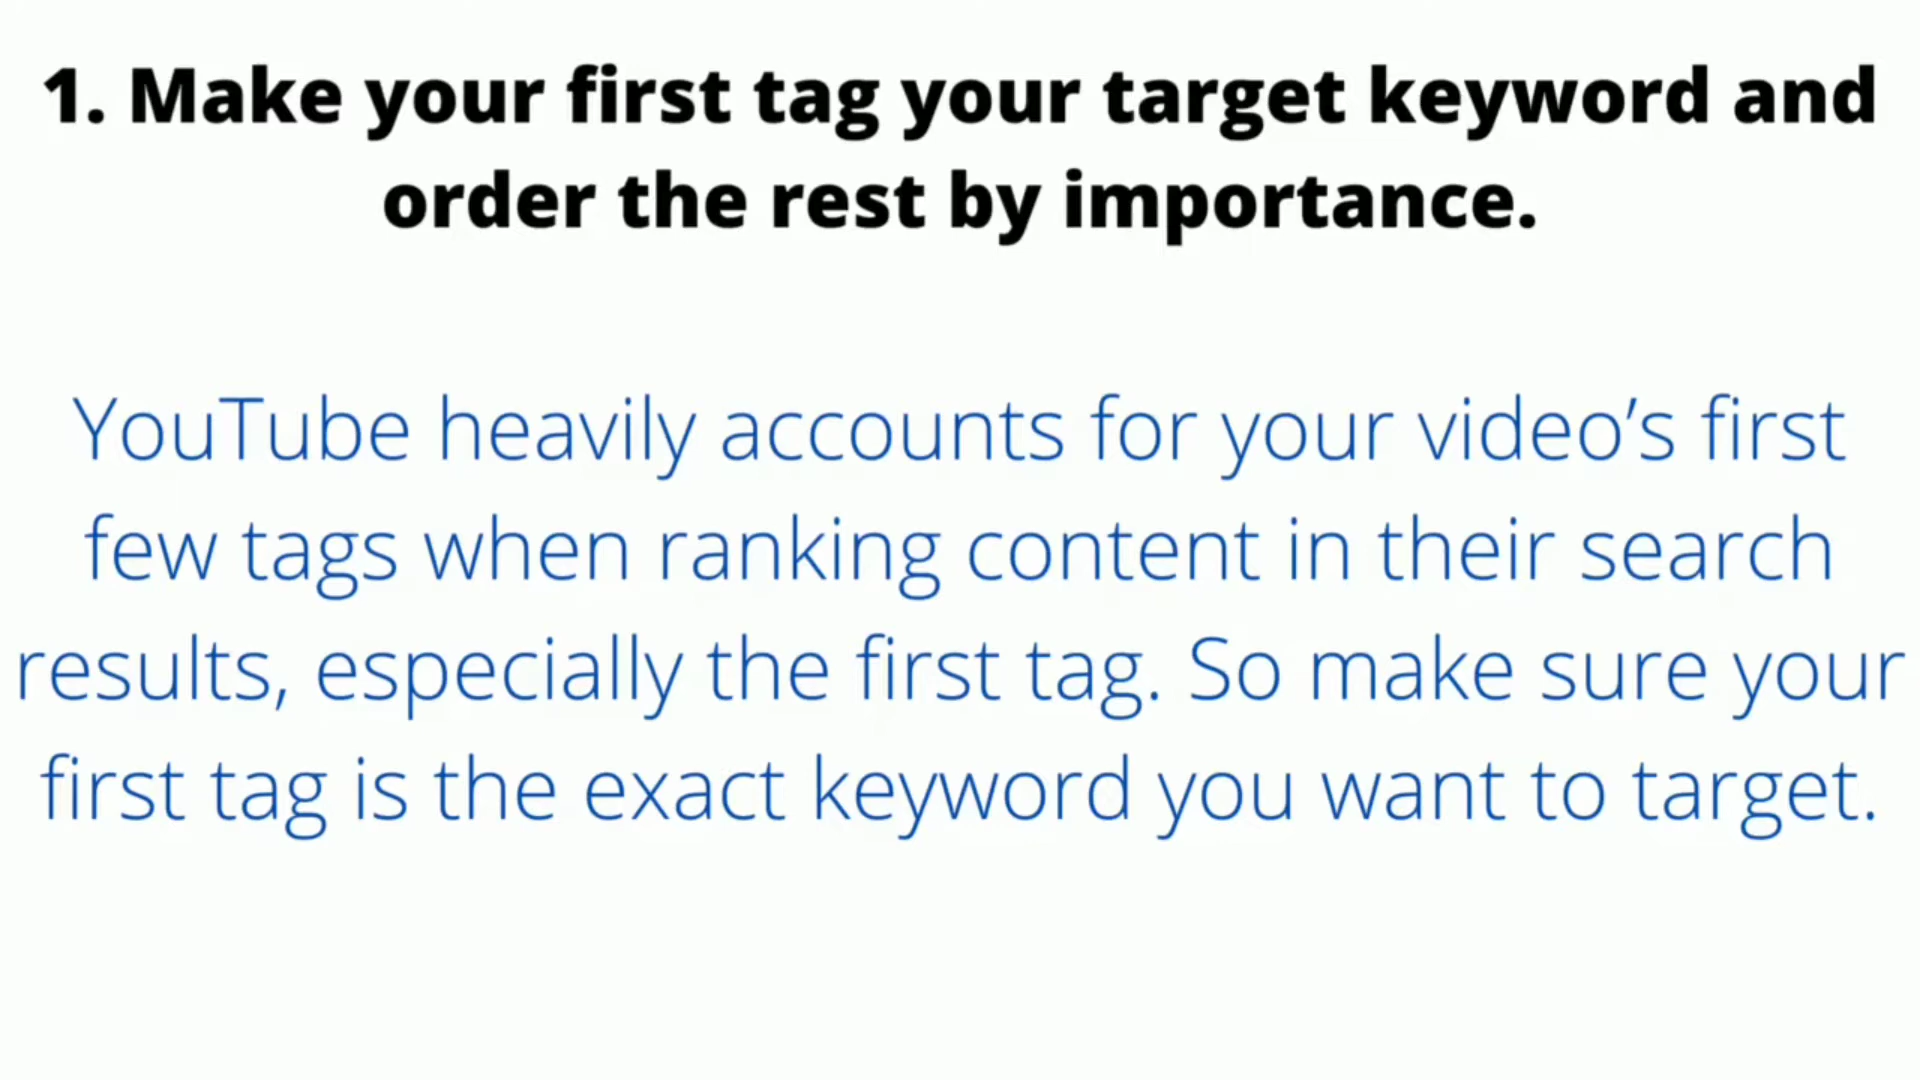 1. Make your first tag your target keyword and
order the rest by importance.
YouTube heavily accounts for your video’s first
few tags when ranking content in their search
results, especially the first tag. So make sure your
first tag is the exact keyword you want to target.